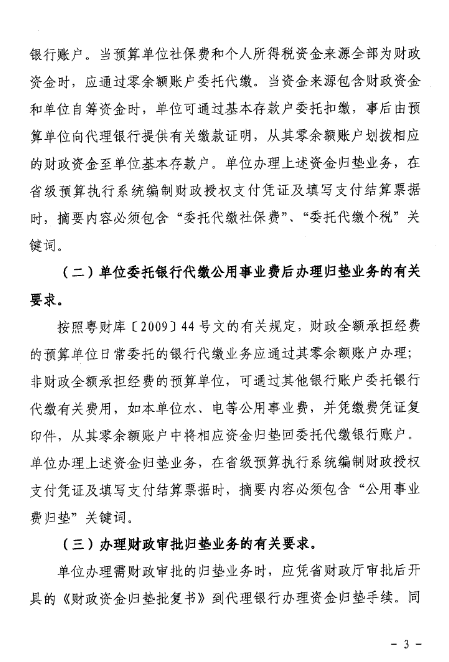 银行账户。当预算单位社保费和个人所得税资金来源全部为财政
资金时，应通过零余额账户委托代缴。当资金来源包含财政资金
和单位自筹资金时，单位可通过基本存款户委托扣缴，事后由预
算单位向代理银行提供有关缴款证明，从其零余额账户划拨相应
的财政资金至单位基本存款户。单位办理上述资金归垫业务，在
省级预算执行系统编制财政授权支付凭证及填写支付结算票据
时，摘要内容必须包含“委托代缴社保费”、“委托代缴个税”关
键词。
（二）单位委托银行代缴公用事业费后办理归垫业务的有关
要求。
按照粤财库〔2009〕44号文的有关规定，财政全额承担经费
的预算单位日常委托的银行代缴业务应通过其零余额账户办理；
非财政全额承担经费的预算单位，可通过其他银行账户委托银行
代缴有关费用，如本单位水、电等公用事业费，并凭缴费凭证复
印件，从其零余额账户中将相应资金归垫回委托代缴银行账户。
单位办理上述资金归垫业务，在省级预算执行系统编制财政授权
支付凭证及填写支付结算票据时，摘要内容必须包含“公用事业
费归垫”关键词。
（三）办理财政审批归垫业务的有关要求。
单位办理需财政审批的归垫业务时，应凭省财政厅审批后开
具的《财政资金归垫批复书》到代理银行办理资金归垫手续。同
- 3 -